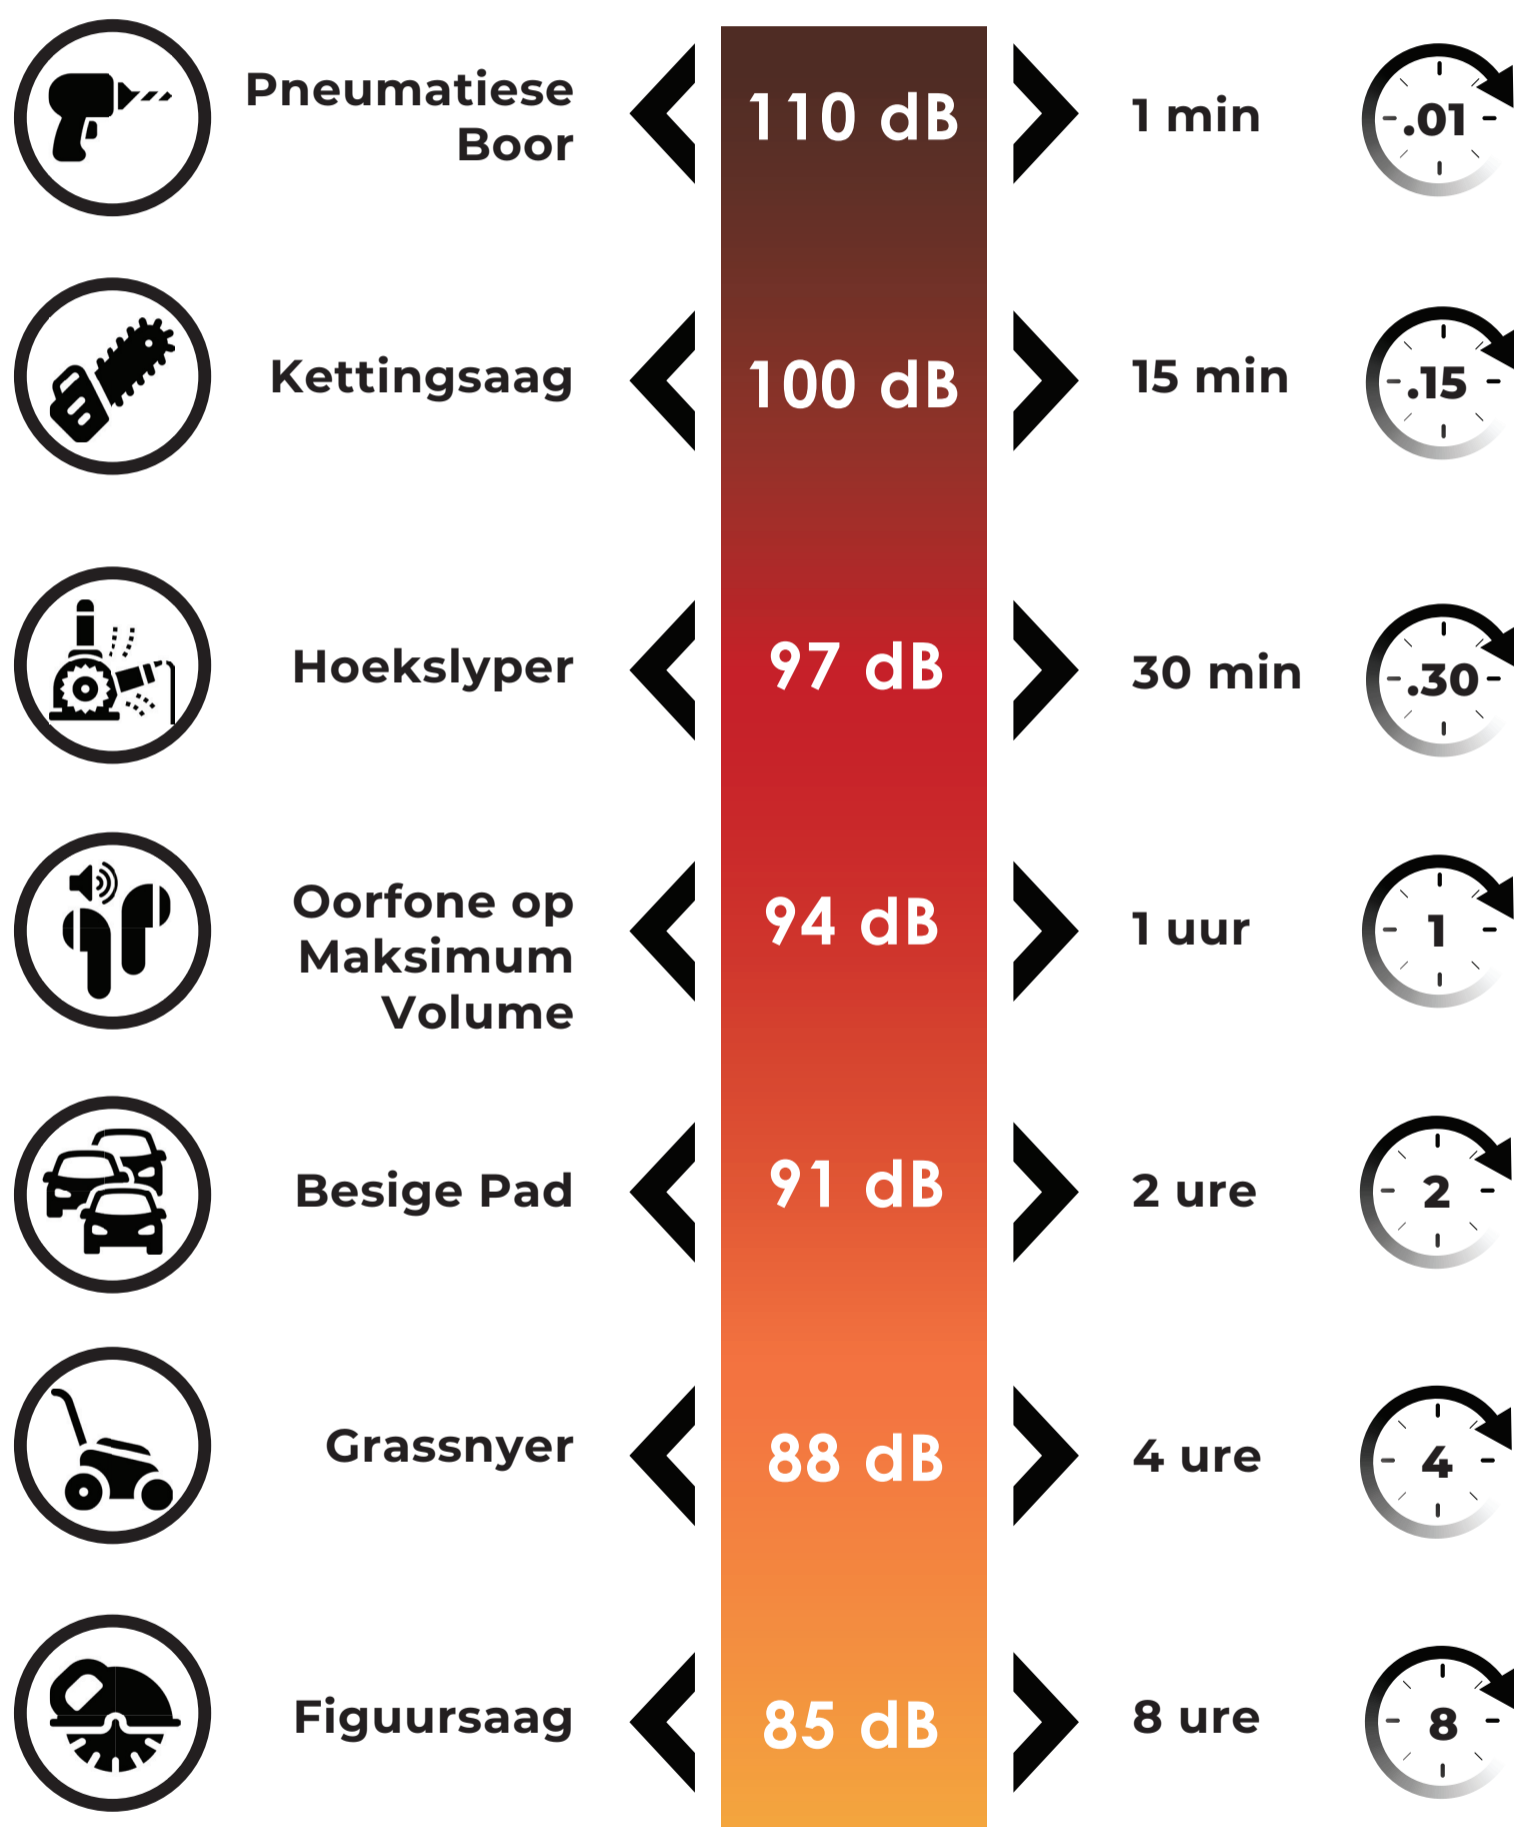 Pneumatiese
Boor
110 dB
1 min
.01
Kettingsaag
100 dB
15 min
.15
Hoekslyper
97 dB
30 min
.30
Oorfone op
Maksimum
Volume
94 dB
1 uur
1
Besige Pad
91 dB
2 ure
2
Grassnyer
88 dB
4 ure
4
Figuursaag
85 dB
8 ure
8